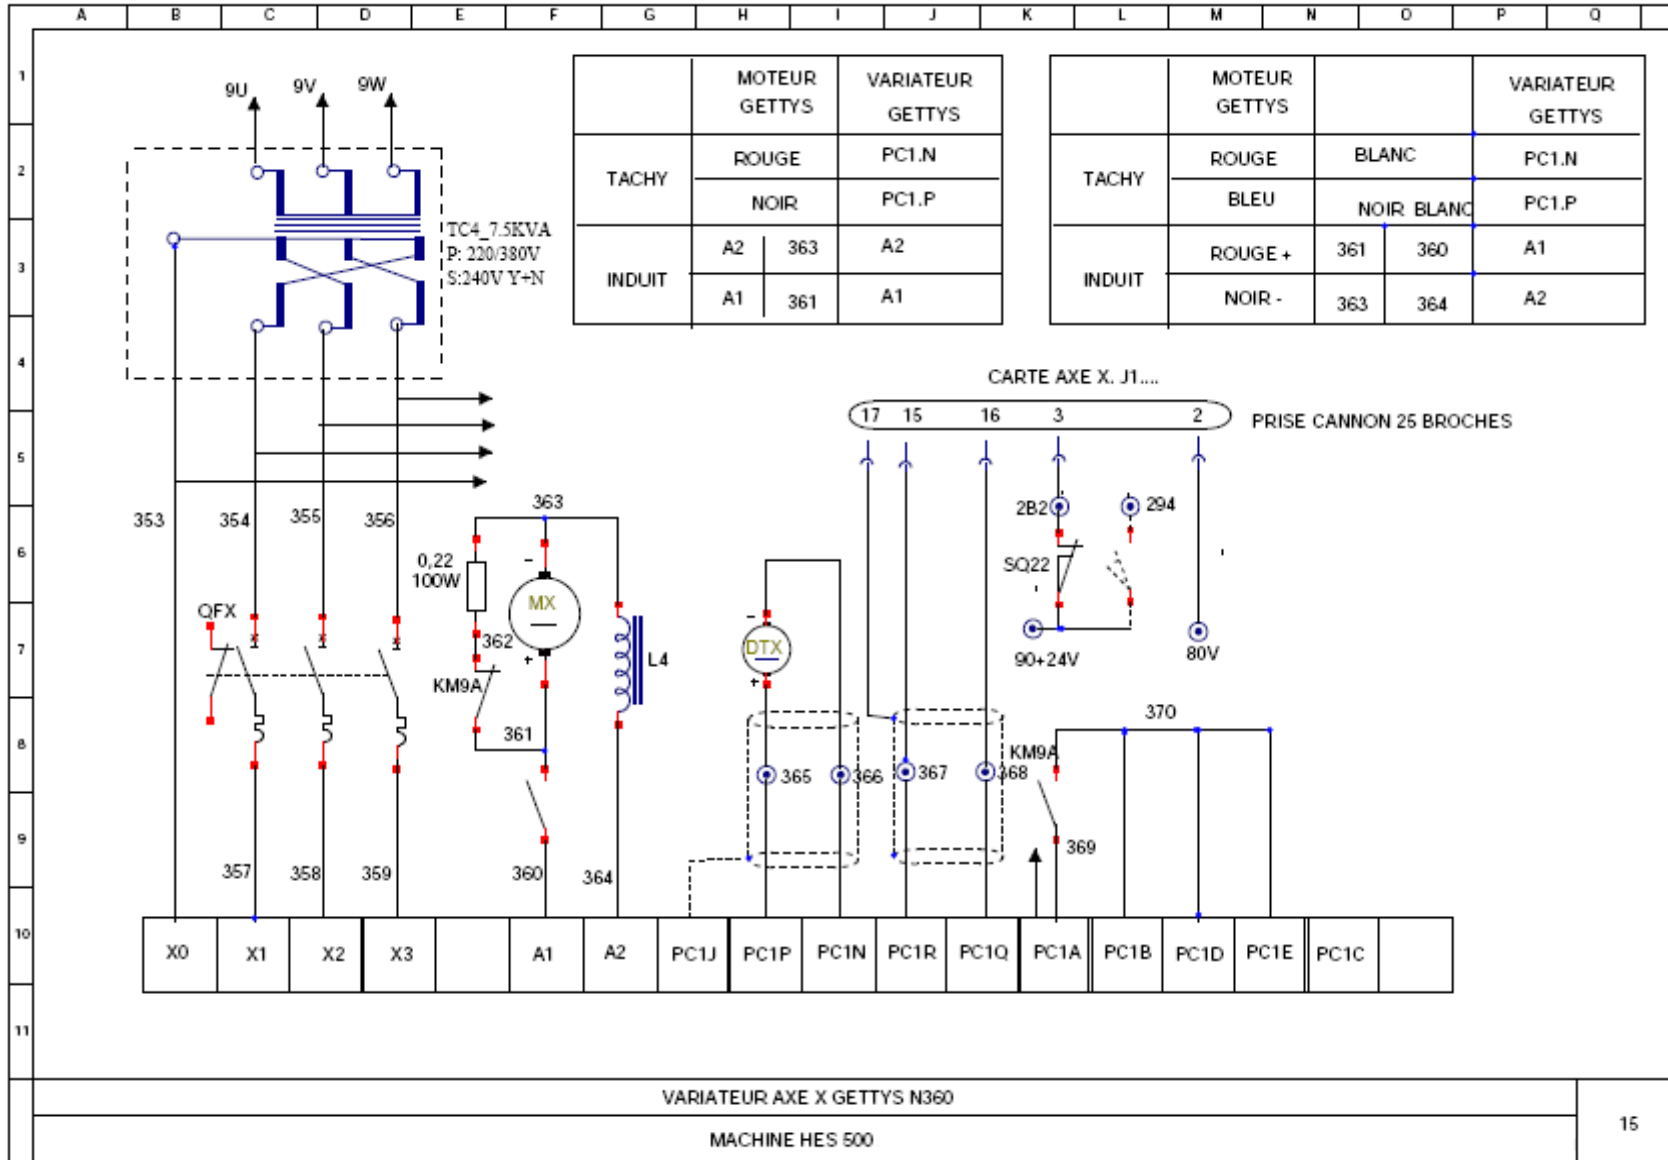 A B C D E F G H I J K L M N O P Q
1
2
3
4
5
6
7
8
9
10
11
9U 9V 9W
TC4_7.5KVA
P: 220/380V
S:240V Y+N
MOTEUR GETTYS VARIATEUR GETTYS
TACHY ROUGE PC1.N
NOIR PC1.P
INDUIT A2 363 A2
A1 361 A1
MOTEUR GETTYS VARIATEUR GETTYS
TACHY ROUGE BLANC PC1.N
BLEU NOIR BLANC PC1.P
INDUIT ROUGE + 361 360 A1
NOIR - 363 364 A2
CARTE AXE X. J1....
17 15 16 3 2
PRISE CANNON 25 BROCHES
353 354 355 356
363
2B2 294
0,22
100W
SQ22
QFX
MX
-
+
362
KM9A
L4
DTX
-
+
90+24V
80V
361
370
KM9A
365 366 367 368
369
357 358 359 360 364
X0 X1 X2 X3 A1 A2 PC1J PC1P PC1N PC1R PC1Q PC1A PC1B PC1D PC1E PC1C
VARIATEUR AXE X GETTYS N360
MACHINE HES 500
15